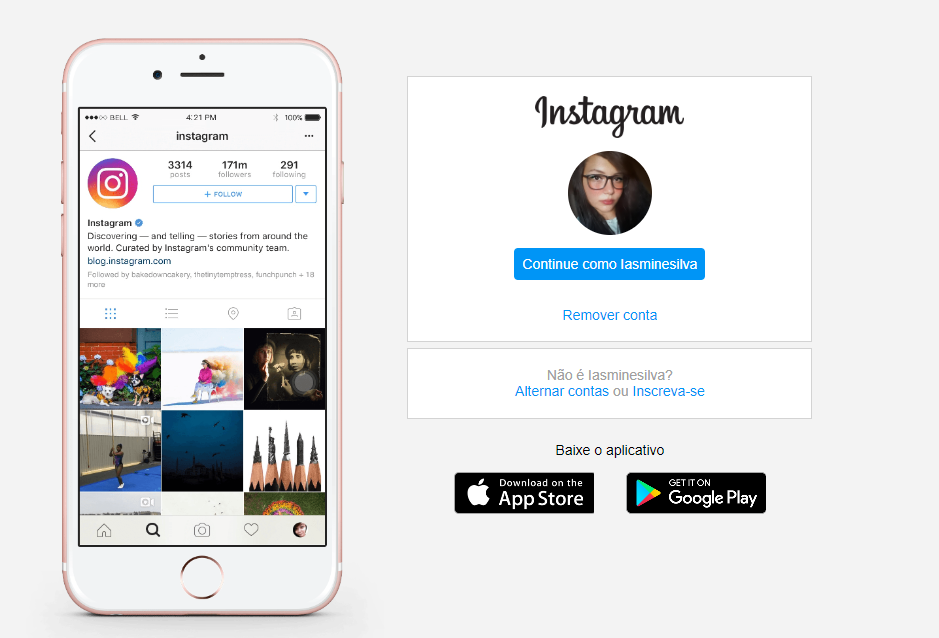 BELL 4:21 PM 100%
instagram
3314 171m 291
posts followers following
+ FOLLOW
Instagram
Discovering — and telling — stories from around the
world. Curated by Instagram's community team.
blog.instagram.com
Followed by bakedowncakery, thetinytemptress, funchpunch + 18
more
Instagram
Continue como Iasminesilva
Remover conta
Não é Iasminesilva?
Alternar contas ou Inscreva-se
Baixe o aplicativo
Download on the
App Store
GET IT ON
Google Play